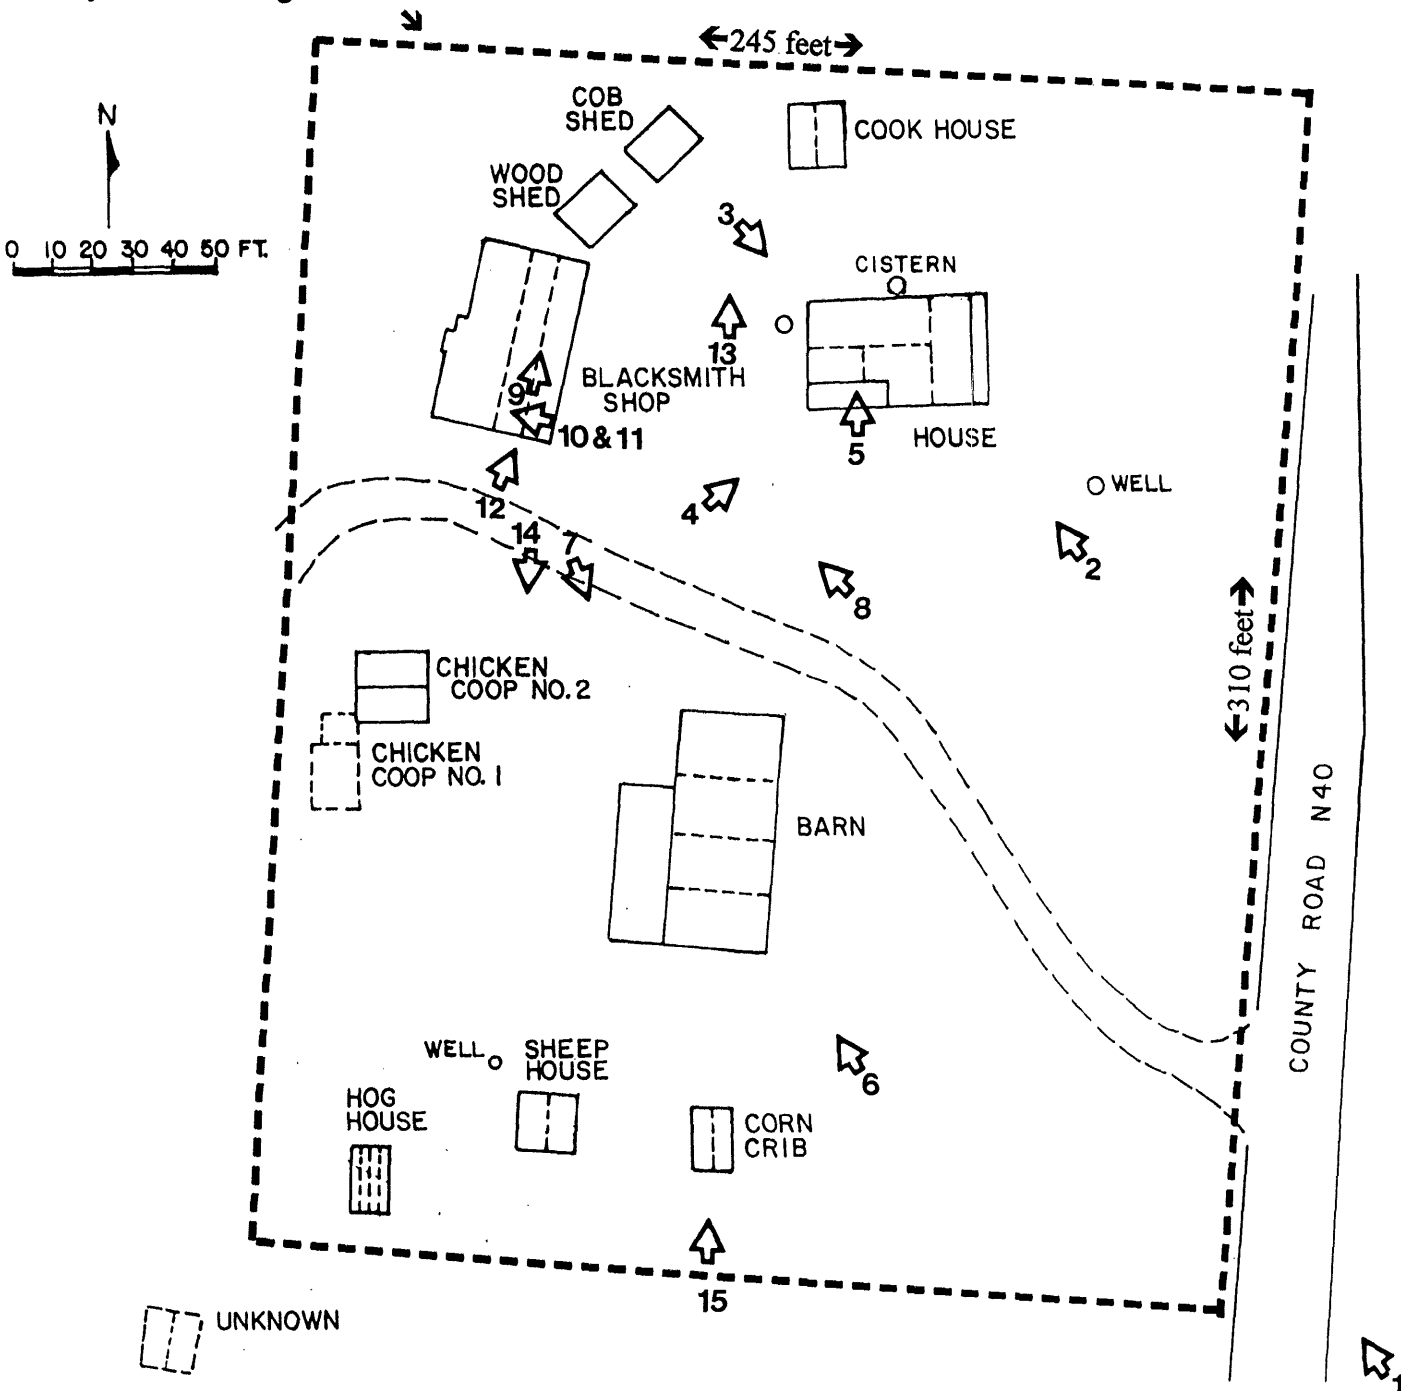 ←245 feet→
N
0 10 20 30 40 50 FT.
COB
SHED
COOK HOUSE
WOOD
SHED
3
CISTERN
13
BLACKSMITH
SHOP
9
10 & 11
HOUSE
5
WELL
12
4
14
7
2
8
CHICKEN
COOP NO. 2
←310 feet→
CHICKEN
COOP NO. 1
BARN
COUNTY ROAD N40
WELL
SHEEP
HOUSE
6
HOG
HOUSE
CORN
CRIB
15
UNKNOWN
1